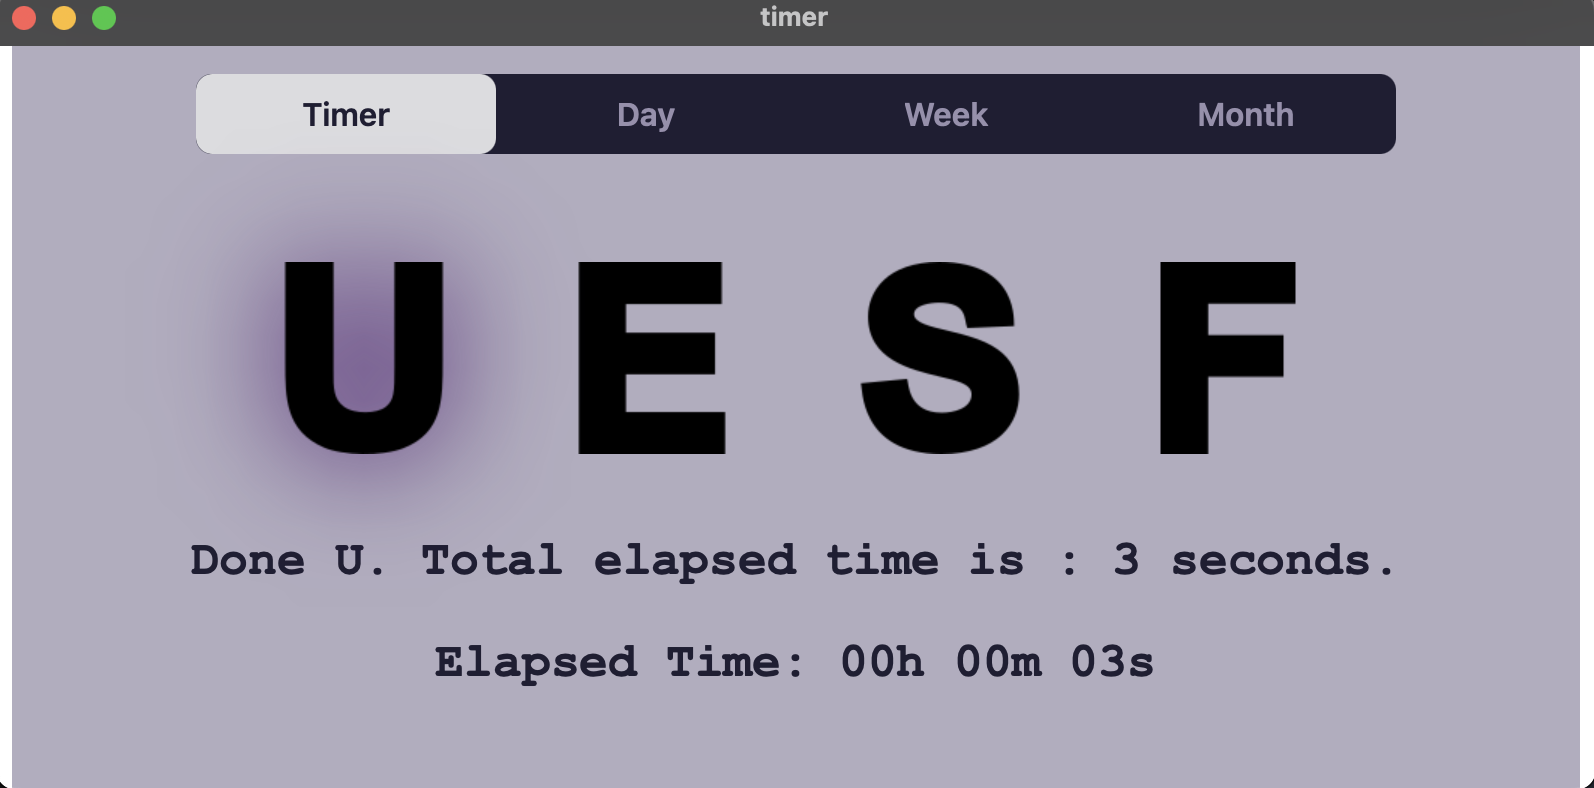 timer
Timer Day Week Month
U E S F
Done U. Total elapsed time is : 3 seconds.
Elapsed Time: 00h 00m 03s